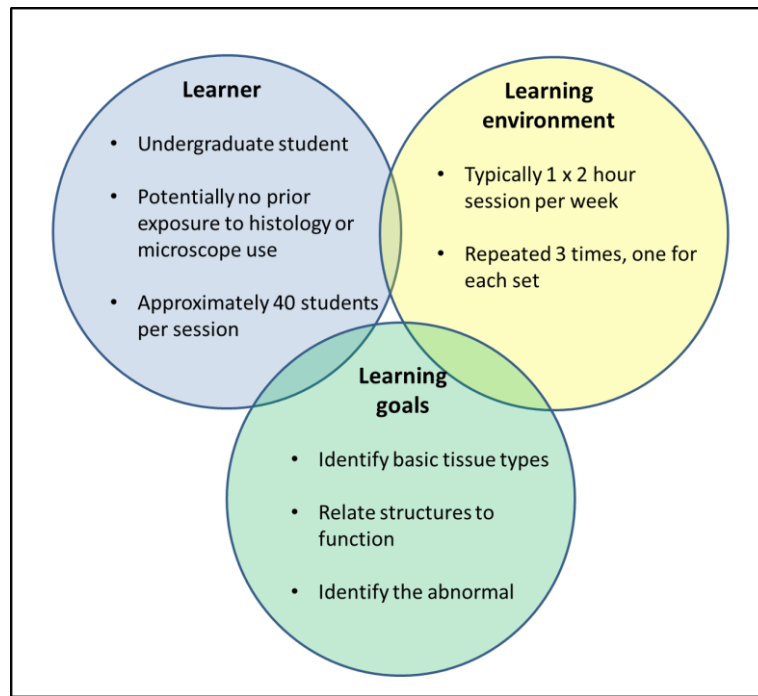 Learner
• Undergraduate student
• Potentially no prior
exposure to histology or
microscope use
• Approximately 40 students
per session
Learning
environment
• Typically 1 x 2 hour
session per week
• Repeated 3 times, one for
each set
Learning
goals
• Identify basic tissue types
• Relate structures to
function
• Identify the abnormal